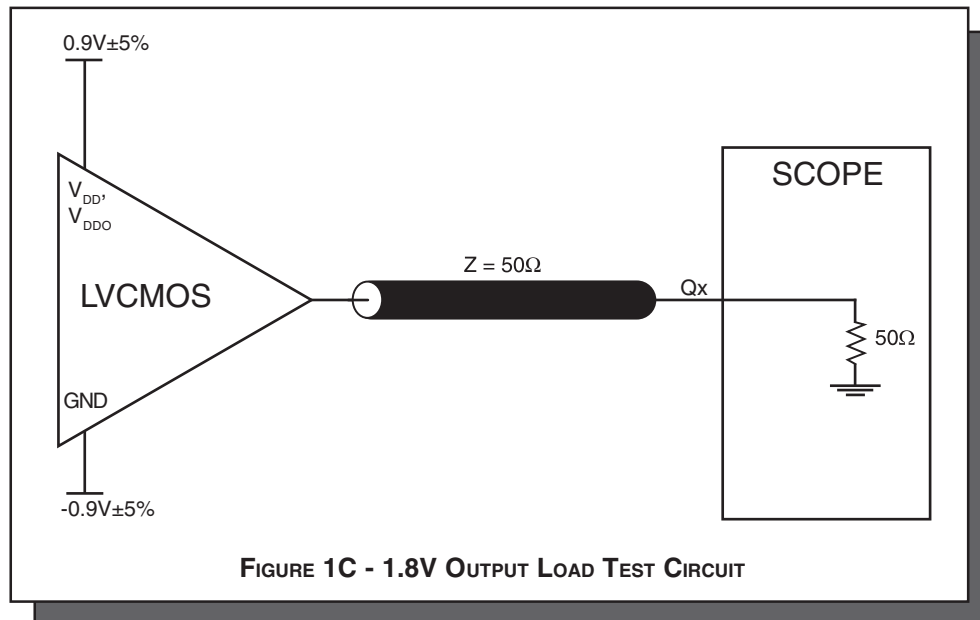 0.9V±5%
SCOPE
V_DD,
V_DDO
Z = 50Ω
LVCMOS
Qx
50Ω
GND
-0.9V±5%
FIGURE 1C - 1.8V OUTPUT LOAD TEST CIRCUIT